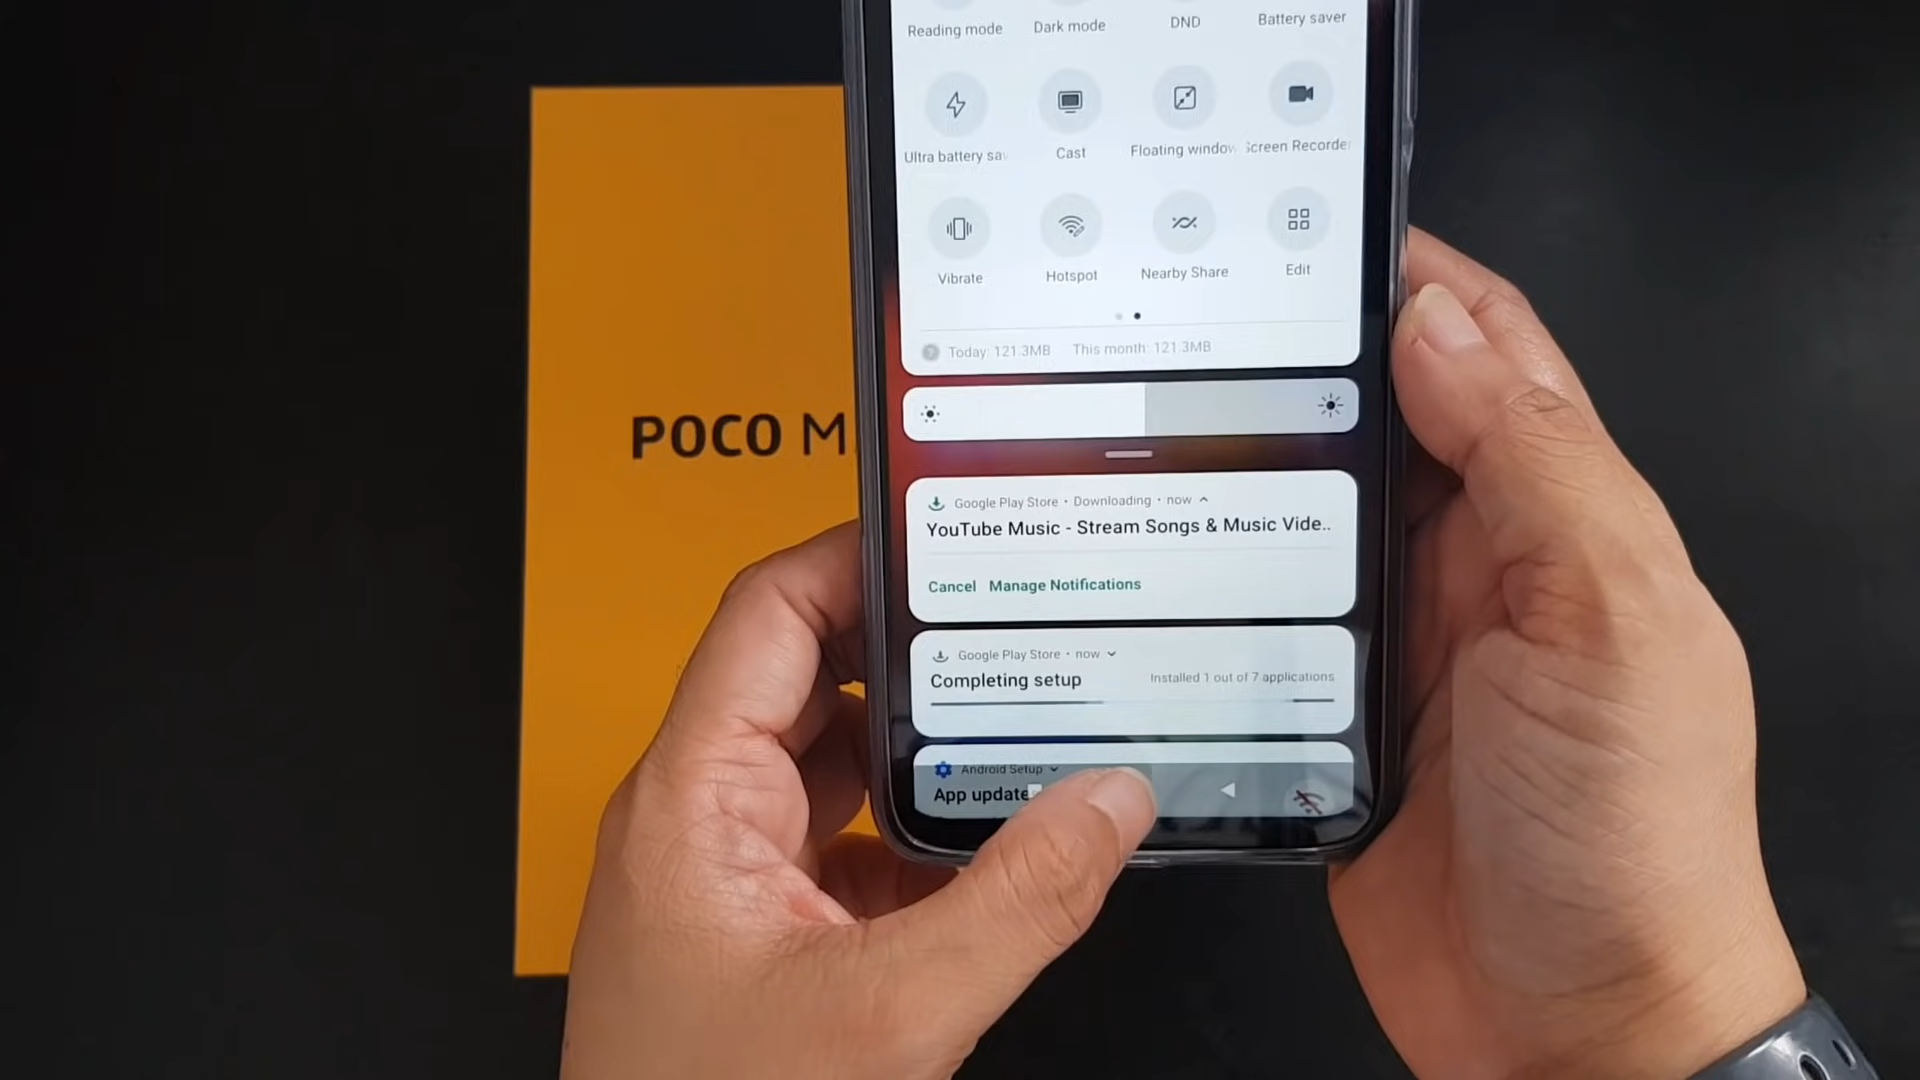 Reading mode Dark mode DND Battery saver
Ultra battery sav Cast Floating window Screen Recorder
Vibrate Hotspot Nearby Share Edit
Today: 121.3MB This month: 121.3MB
POCO M
Google Play Store • Downloading • now
YouTube Music - Stream Songs & Music Vide..
Cancel Manage Notifications
Google Play Store • now
Completing setup Installed 1 out of 7 applications
Android Setup
App update